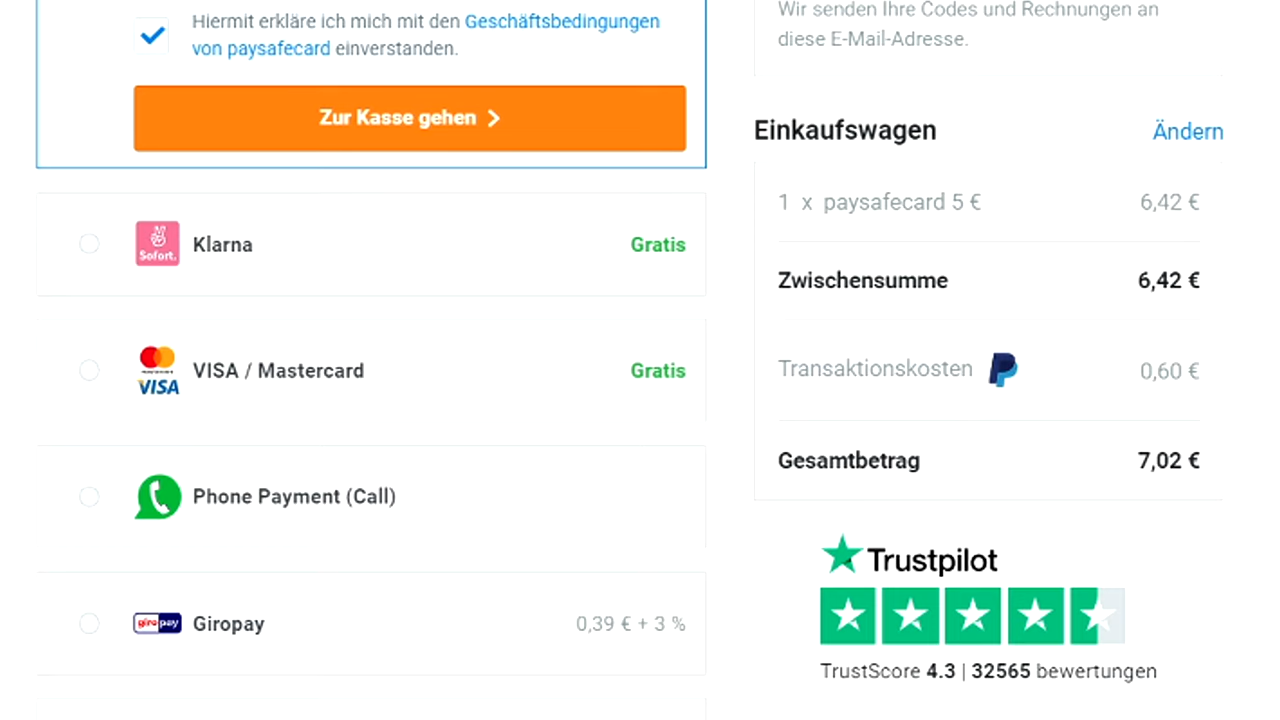 Hiermit erkläre ich mich mit den Geschäftsbedingungen
von paysafecard einverstanden.
Zur Kasse gehen
Sofort.
Klarna
Gratis
VISA
VISA / Mastercard
Gratis
Phone Payment (Call)
giropay
Giropay
0,39 € + 3 %
Wir senden Ihre Codes und Rechnungen an
diese E-Mail-Adresse.
Einkaufswagen
Ändern
1 x paysafecard 5 €
6,42 €
Zwischensumme
6,42 €
Transaktionskosten
0,60 €
Gesamtbetrag
7,02 €
Trustpilot
TrustScore 4.3 | 32565 bewertungen